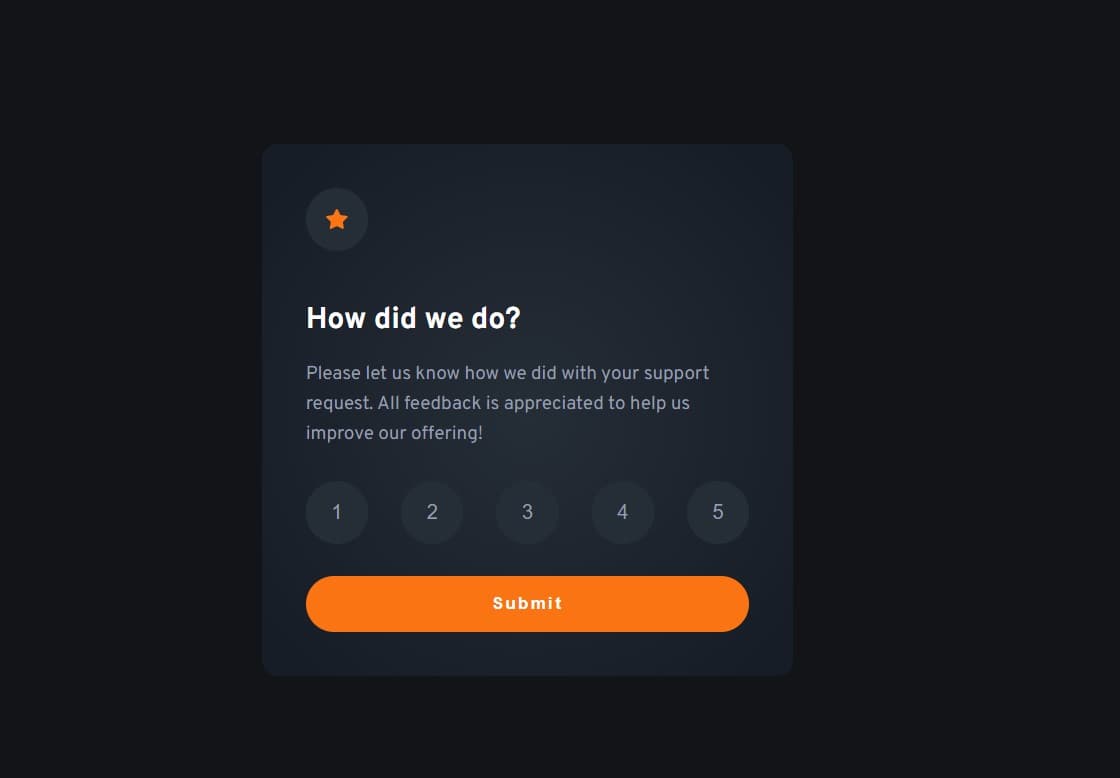 How did we do?
Please let us know how we did with your support
request. All feedback is appreciated to help us
improve our offering!
1 2 3 4 5
Submit